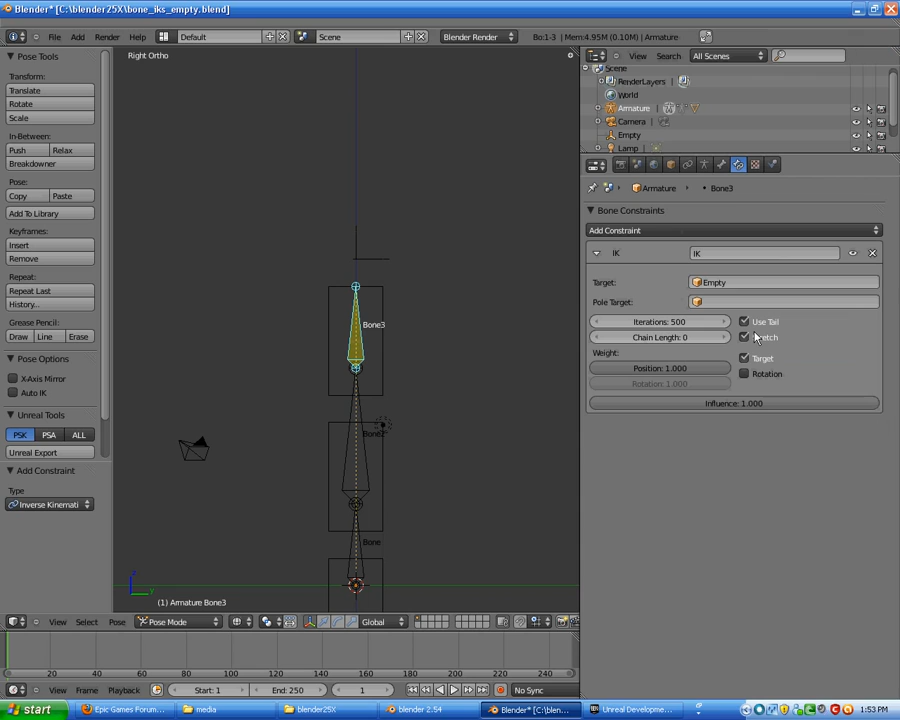 Blender* [C:\blender25X\bone_iks_empty.blend]
File Add Render Help Default Scene Blender Render Bo:1-3 | Mem:4.95M (0.10M) | Armature
Pose Tools
Transform:
Translate
Rotate
Scale
In-Between:
Push Relax
Breakdowner
Pose:
Copy Paste
Add To Library
Keyframes:
Insert
Remove
Repeat:
Repeat Last
History...
Grease Pencil:
Draw Line Erase
Pose Options
X-Axis Mirror
Auto IK
Unreal Tools
PSK PSA ALL
Unreal Export
Add Constraint
Type
Inverse Kinemati
Right Ortho
Bone3
Bone2
Bone
z
y
(1) Armature Bone3
View Select Pose Pose Mode Global
View Search All Scenes
Scene
RenderLayers
World
Armature
Camera
Empty
Lamp
Armature Bone3
Bone Constraints
Add Constraint
IK IK
Target: Empty
Pole Target:
Iterations: 500 Use Tail
Chain Length: 0 Stretch
Weight: Target
Position: 1.000 Rotation
Rotation: 1.000
Influence: 1.000
0 20 40 60 80 100 120 140 160 180 200 220 240
View Frame Playback Start: 1 End: 250 1 No Sync
start Epic Games Forum... media blender25X blender 2.54 Blender* [C:\blen... Unreal Developme... 1:53 PM